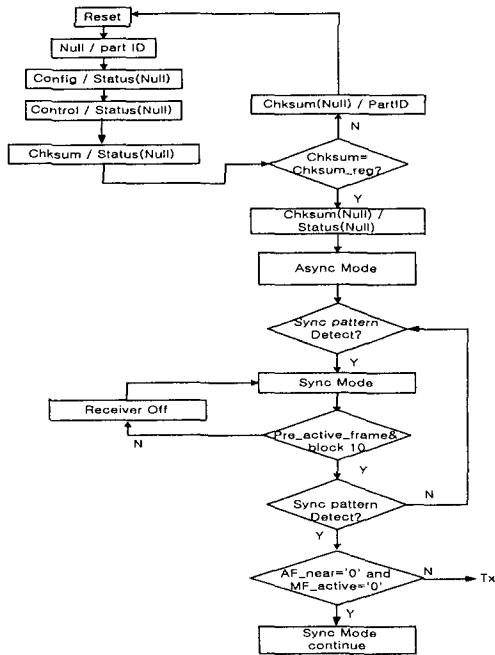 Reset
Null / part ID
Config / Status(Null)
Control / Status(Null)
Chksum / Status(Null)
Chksum(Null) / PartID
N
Chksum=
Chksum_reg?
Y
Chksum(Null) /
Status(Null)
Async Mode
Sync pattern
Detect?
Y
Sync Mode
Receiver Off
N
Pre_active_frame&
block 10
Y
Sync pattern
Detect?
N
Y
AF_near='0' and
MF_active='0'
N
Tx
Y
Sync Mode
continue